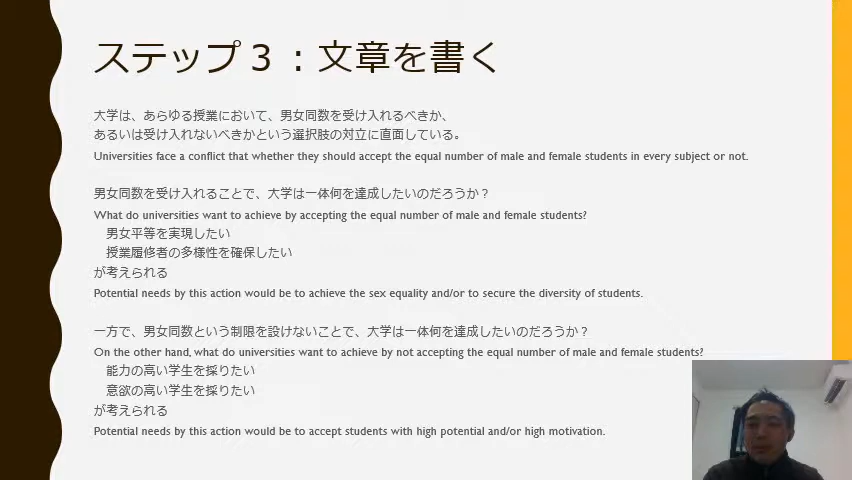 ステップ３：文章を書く
大学は、あらゆる授業において、男女同数を受け入れるべきか、
あるいは受け入れないべきかという選択肢の対立に直面している。
Universities face a conflict that whether they should accept the equal number of male and female students in every subject or not.
男女同数を受け入れることで、大学は一体何を達成したいのだろうか？
What do universities want to achieve by accepting the equal number of male and female students?
男女平等を実現したい
授業履修者の多様性を確保したい
が考えられる
Potential needs by this action would be to achieve the sex equality and/or to secure the diversity of students.
一方で、男女同数という制限を設けないことで、大学は一体何を達成したいのだろうか？
On the other hand, what do universities want to achieve by not accepting the equal number of male and female students?
能力の高い学生を採りたい
意欲の高い学生を採りたい
が考えられる
Potential needs by this action would be to accept students with high potential and/or high motivation.